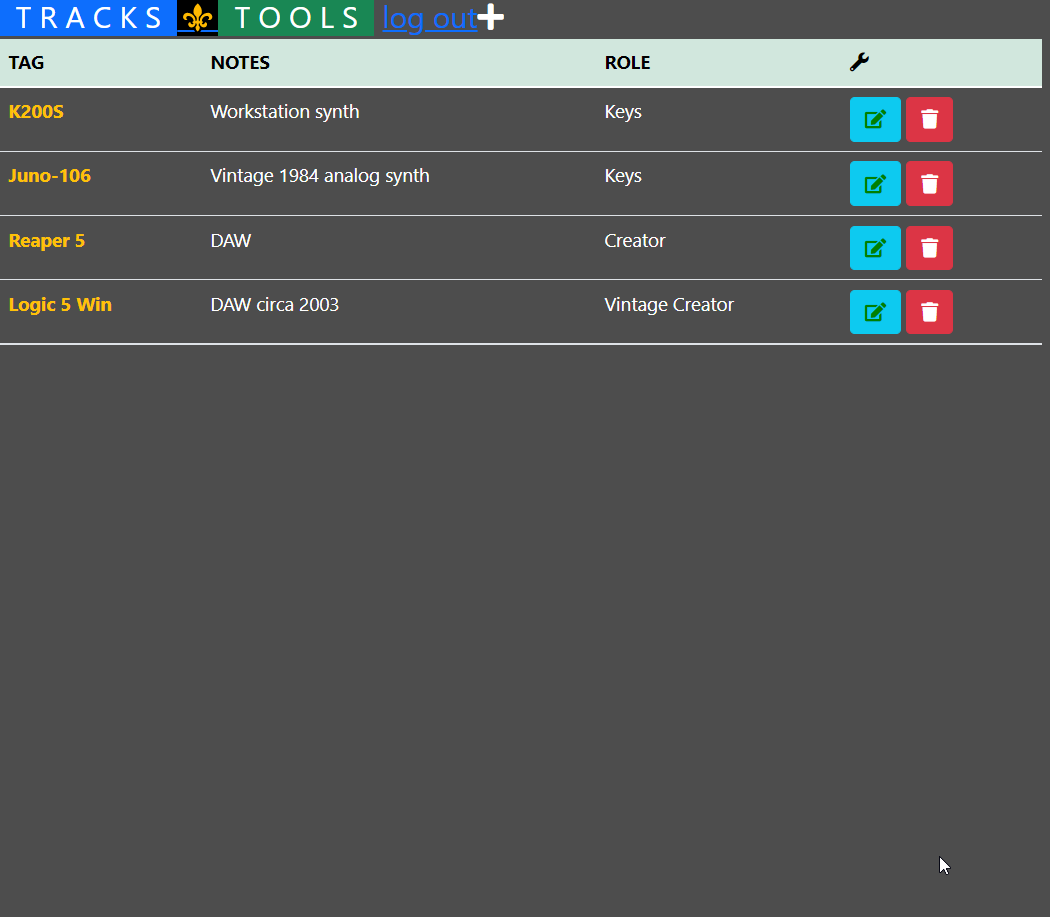 TRACKS TOOLS log out
TAG NOTES ROLE
K200S Workstation synth Keys
Juno-106 Vintage 1984 analog synth Keys
Reaper 5 DAW Creator
Logic 5 Win DAW circa 2003 Vintage Creator